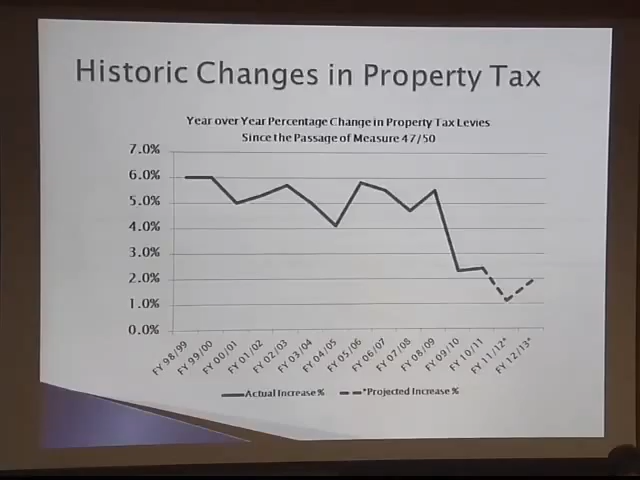 Historic Changes in Property Tax
Year over Year Percentage Change in Property Tax Levies
Since the Passage of Measure 47/50
7.0%
6.0%
5.0%
4.0%
3.0%
2.0%
1.0%
0.0%
FY 98/99
FY 99/00
FY 00/01
FY 01/02
FY 02/03
FY 03/04
FY 04/05
FY 05/06
FY 06/07
FY 07/08
FY 08/09
FY 09/10
FY 10/11
FY 11/12*
FY 12/13*
Actual Increase %
*Projected Increase %